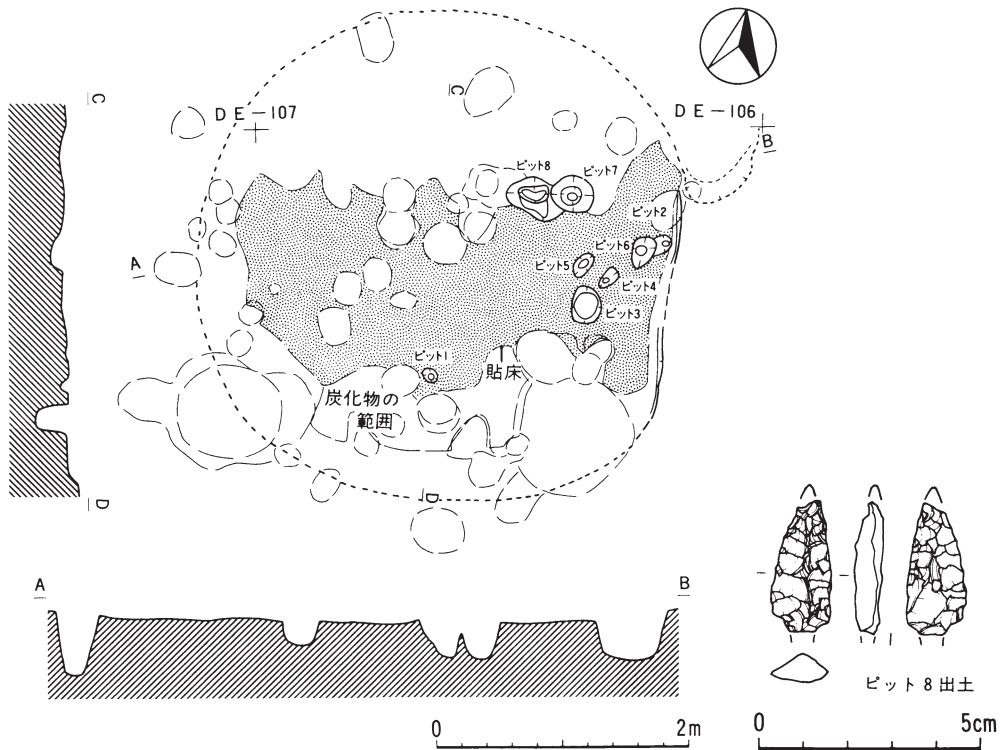 C
C
DE-107
DE-106
B
ピット8
ピット7
ピット2
ピット6
ピット5
ピット4
ピット3
A
ピット1
貼床
炭化物の
範囲
D
D
A
B
ピット8出土
0
2m
0
5cm